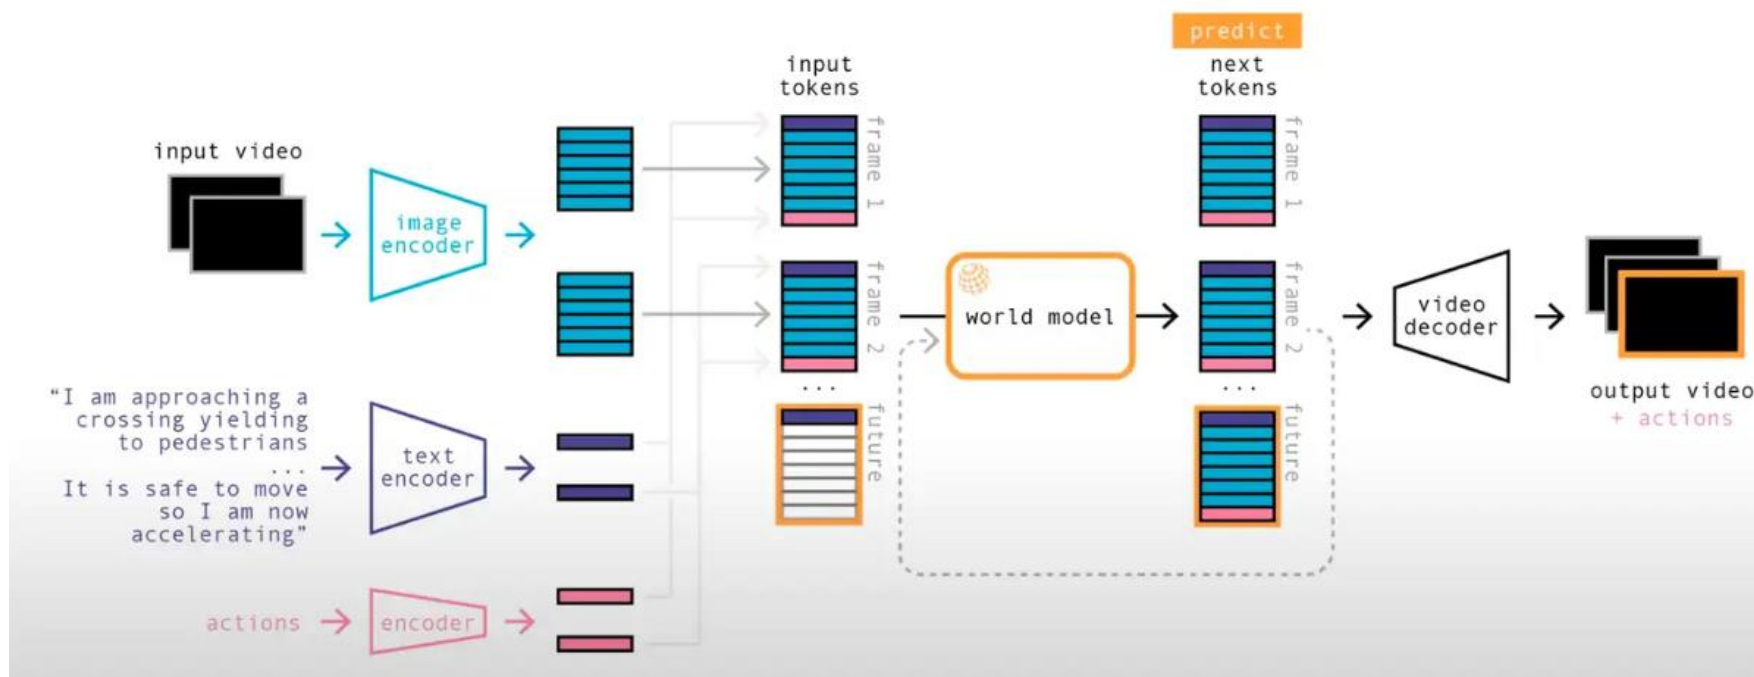 predict
input
tokens
next
tokens
frame 1
frame 1
input video
image
encoder
frame 2
frame 2
world model
video
decoder
...
...
output video
+ actions
future
future
“I am approaching a
crossing yielding
to pedestrians
...
It is safe to move
so I am now
accelerating”
text
encoder
actions
encoder